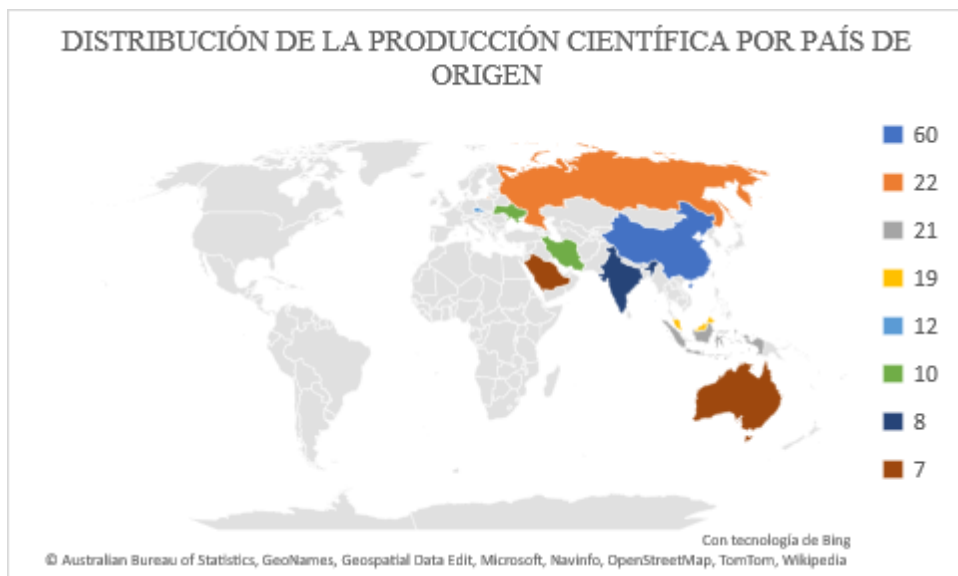 DISTRIBUCIÓN DE LA PRODUCCIÓN CIENTÍFICA POR PAÍS DE
ORIGEN
60
22
21
19
12
10
8
7
Con tecnología de Bing
© Australian Bureau of Statistics, GeoNames, Geospatial Data Edit, Microsoft, Navinfo, OpenStreetMap, TomTom, Wikipedia